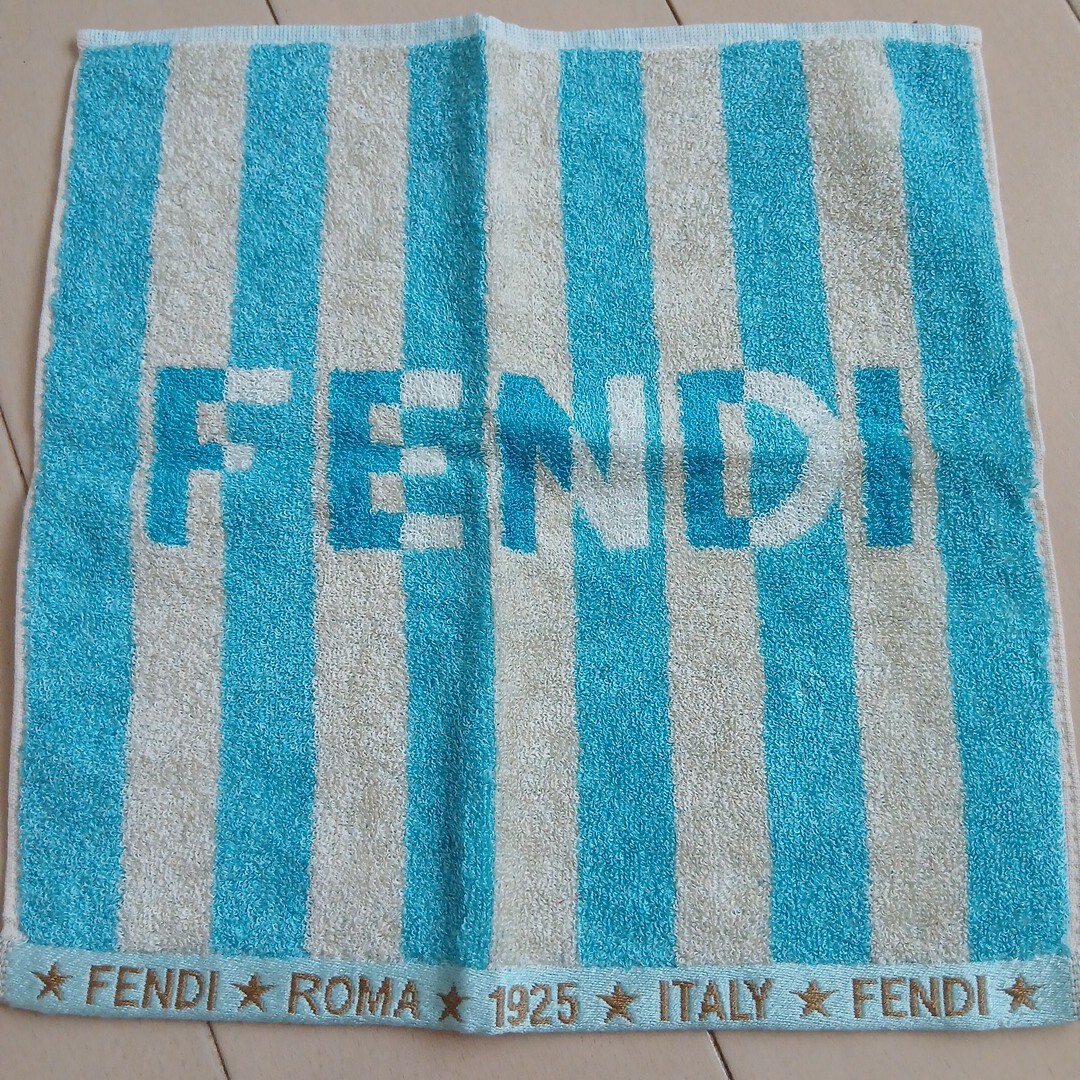 FENDI
★ FENDI ★ ROMA ★ 1925 ★ ITALY ★ FENDI ★